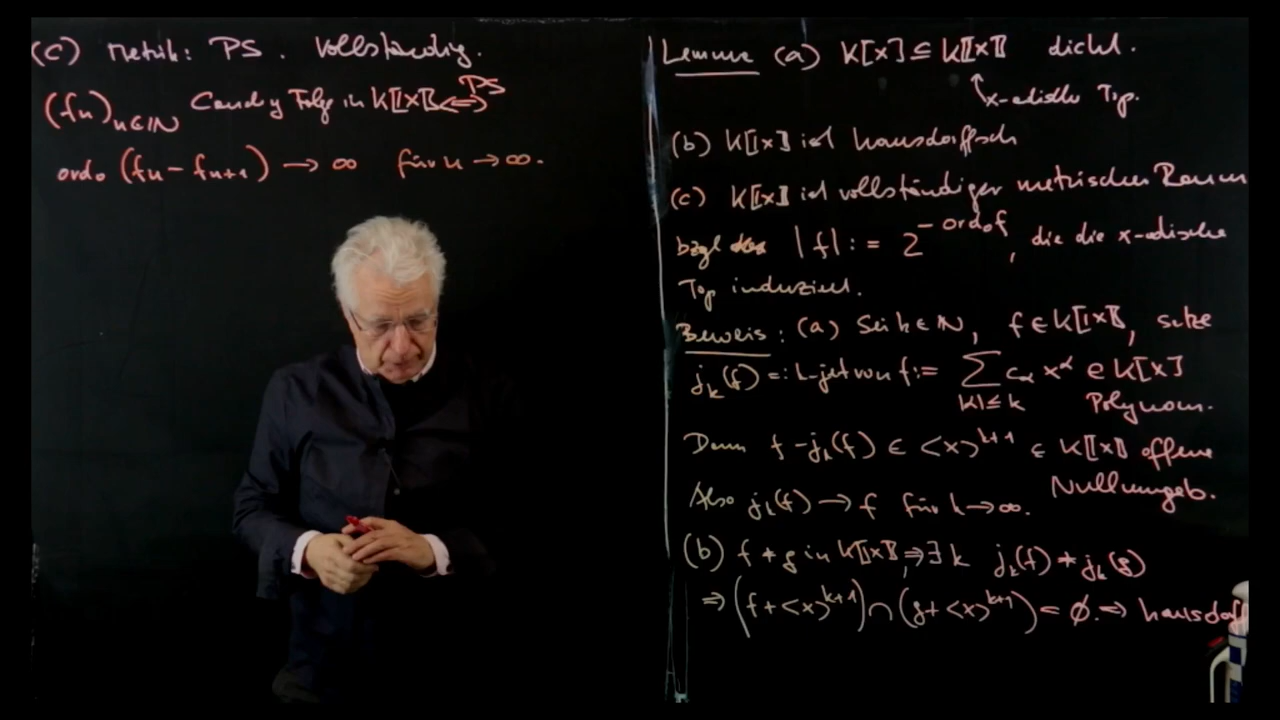 (c) Metrik: PS. Vollständig.
(fn)n∈ℕ Cauchy Folge in K[[x]] ⇔ PS
ordo (fn − fn+1) → ∞ für n → ∞.
Lemma (a) K[x] ⊆ K[[x]] dicht.
x-adische Top.
(b) K[[x]] ist hausdorffsch
(c) K[[x]] ist vollständiger metrischer Raum
bzgl |f| := 2^(−ordo f), die die x-adische
Top induziert.
Beweis: (a) Sei k ∈ ℕ, f ∈ K[[x]], setze
jk(f) =: k-jet von f := ∑|α|≤k cα x^α ∈ K[x]
Polynom.
Dann f − jk(f) ∈ <x>^(k+1) ⊆ K[[x]] offene
Nullumgeb.
Also jk(f) → f für k → ∞.
(b) f ≠ g in K[[x]], ⇒ ∃ k jk(f) ≠ jk(g)
⇒ (f + <x>^(k+1)) ∩ (g + <x>^(k+1)) = ∅. ⇒ hausdorff